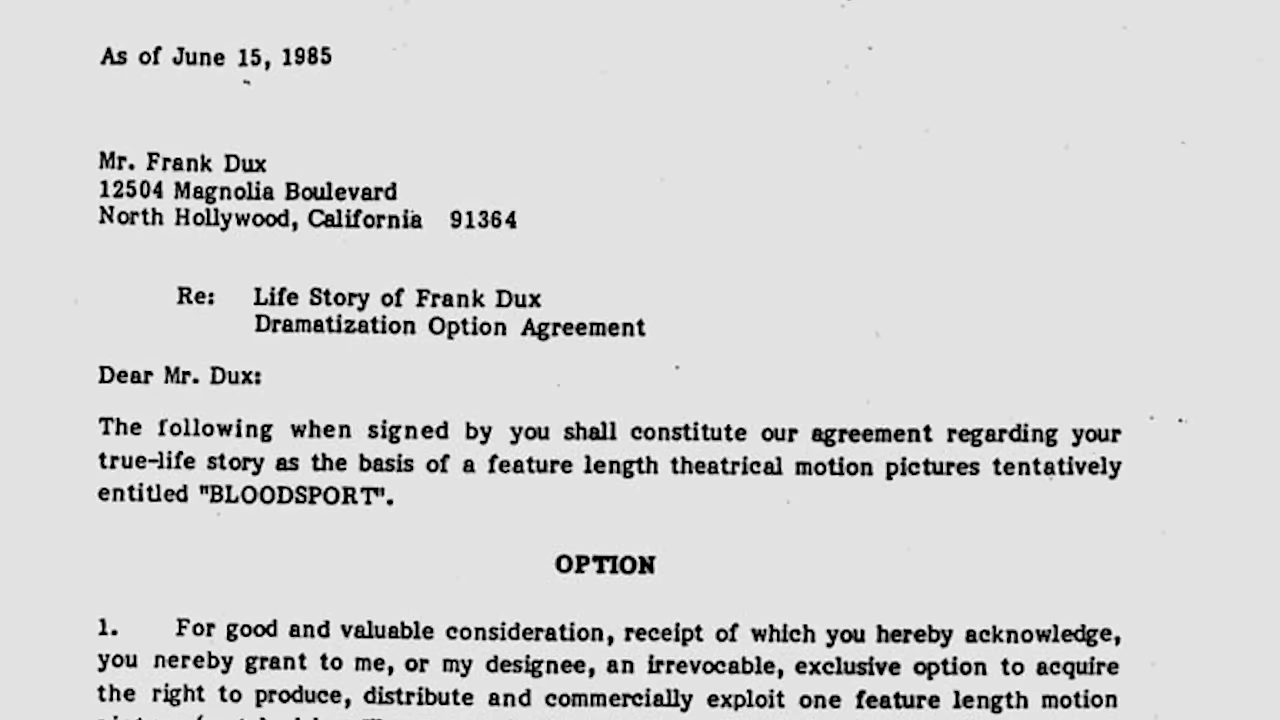 As of June 15, 1985
Mr. Frank Dux
12504 Magnolia Boulevard
North Hollywood, California 91364
Re: Life Story of Frank Dux
Dramatization Option Agreement
Dear Mr. Dux:
The following when signed by you shall constitute our agreement regarding your
true-life story as the basis of a feature length theatrical motion pictures tentatively
entitled "BLOODSPORT".
OPTION
1. For good and valuable consideration, receipt of which you hereby acknowledge,
you nereby grant to me, or my designee, an irrevocable, exclusive option to acquire
the right to produce, distribute and commercially exploit one feature length motion